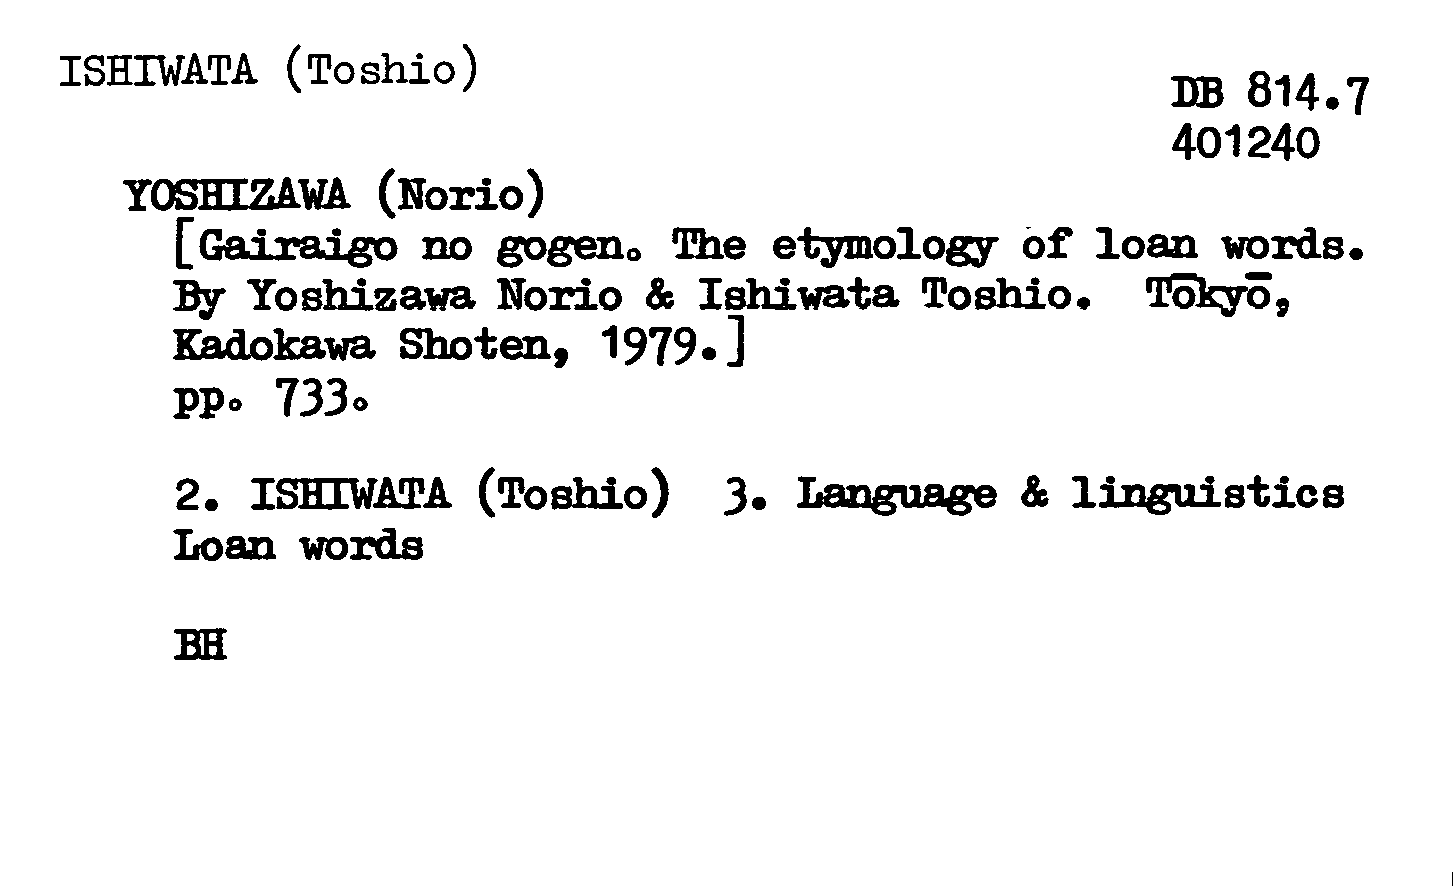 ISHIWATA (Toshio)
DB 814.7
401240
YOSHIZAWA (Norio)
[Gairaigo no gogen. The etymology of loan words.
By Yoshizawa Norio & Ishiwata Toshio. Tōkyō,
Kadokawa Shoten, 1979.]
pp. 733.
2. ISHIWATA (Toshio) 3. Language & linguistics
Loan words
BH